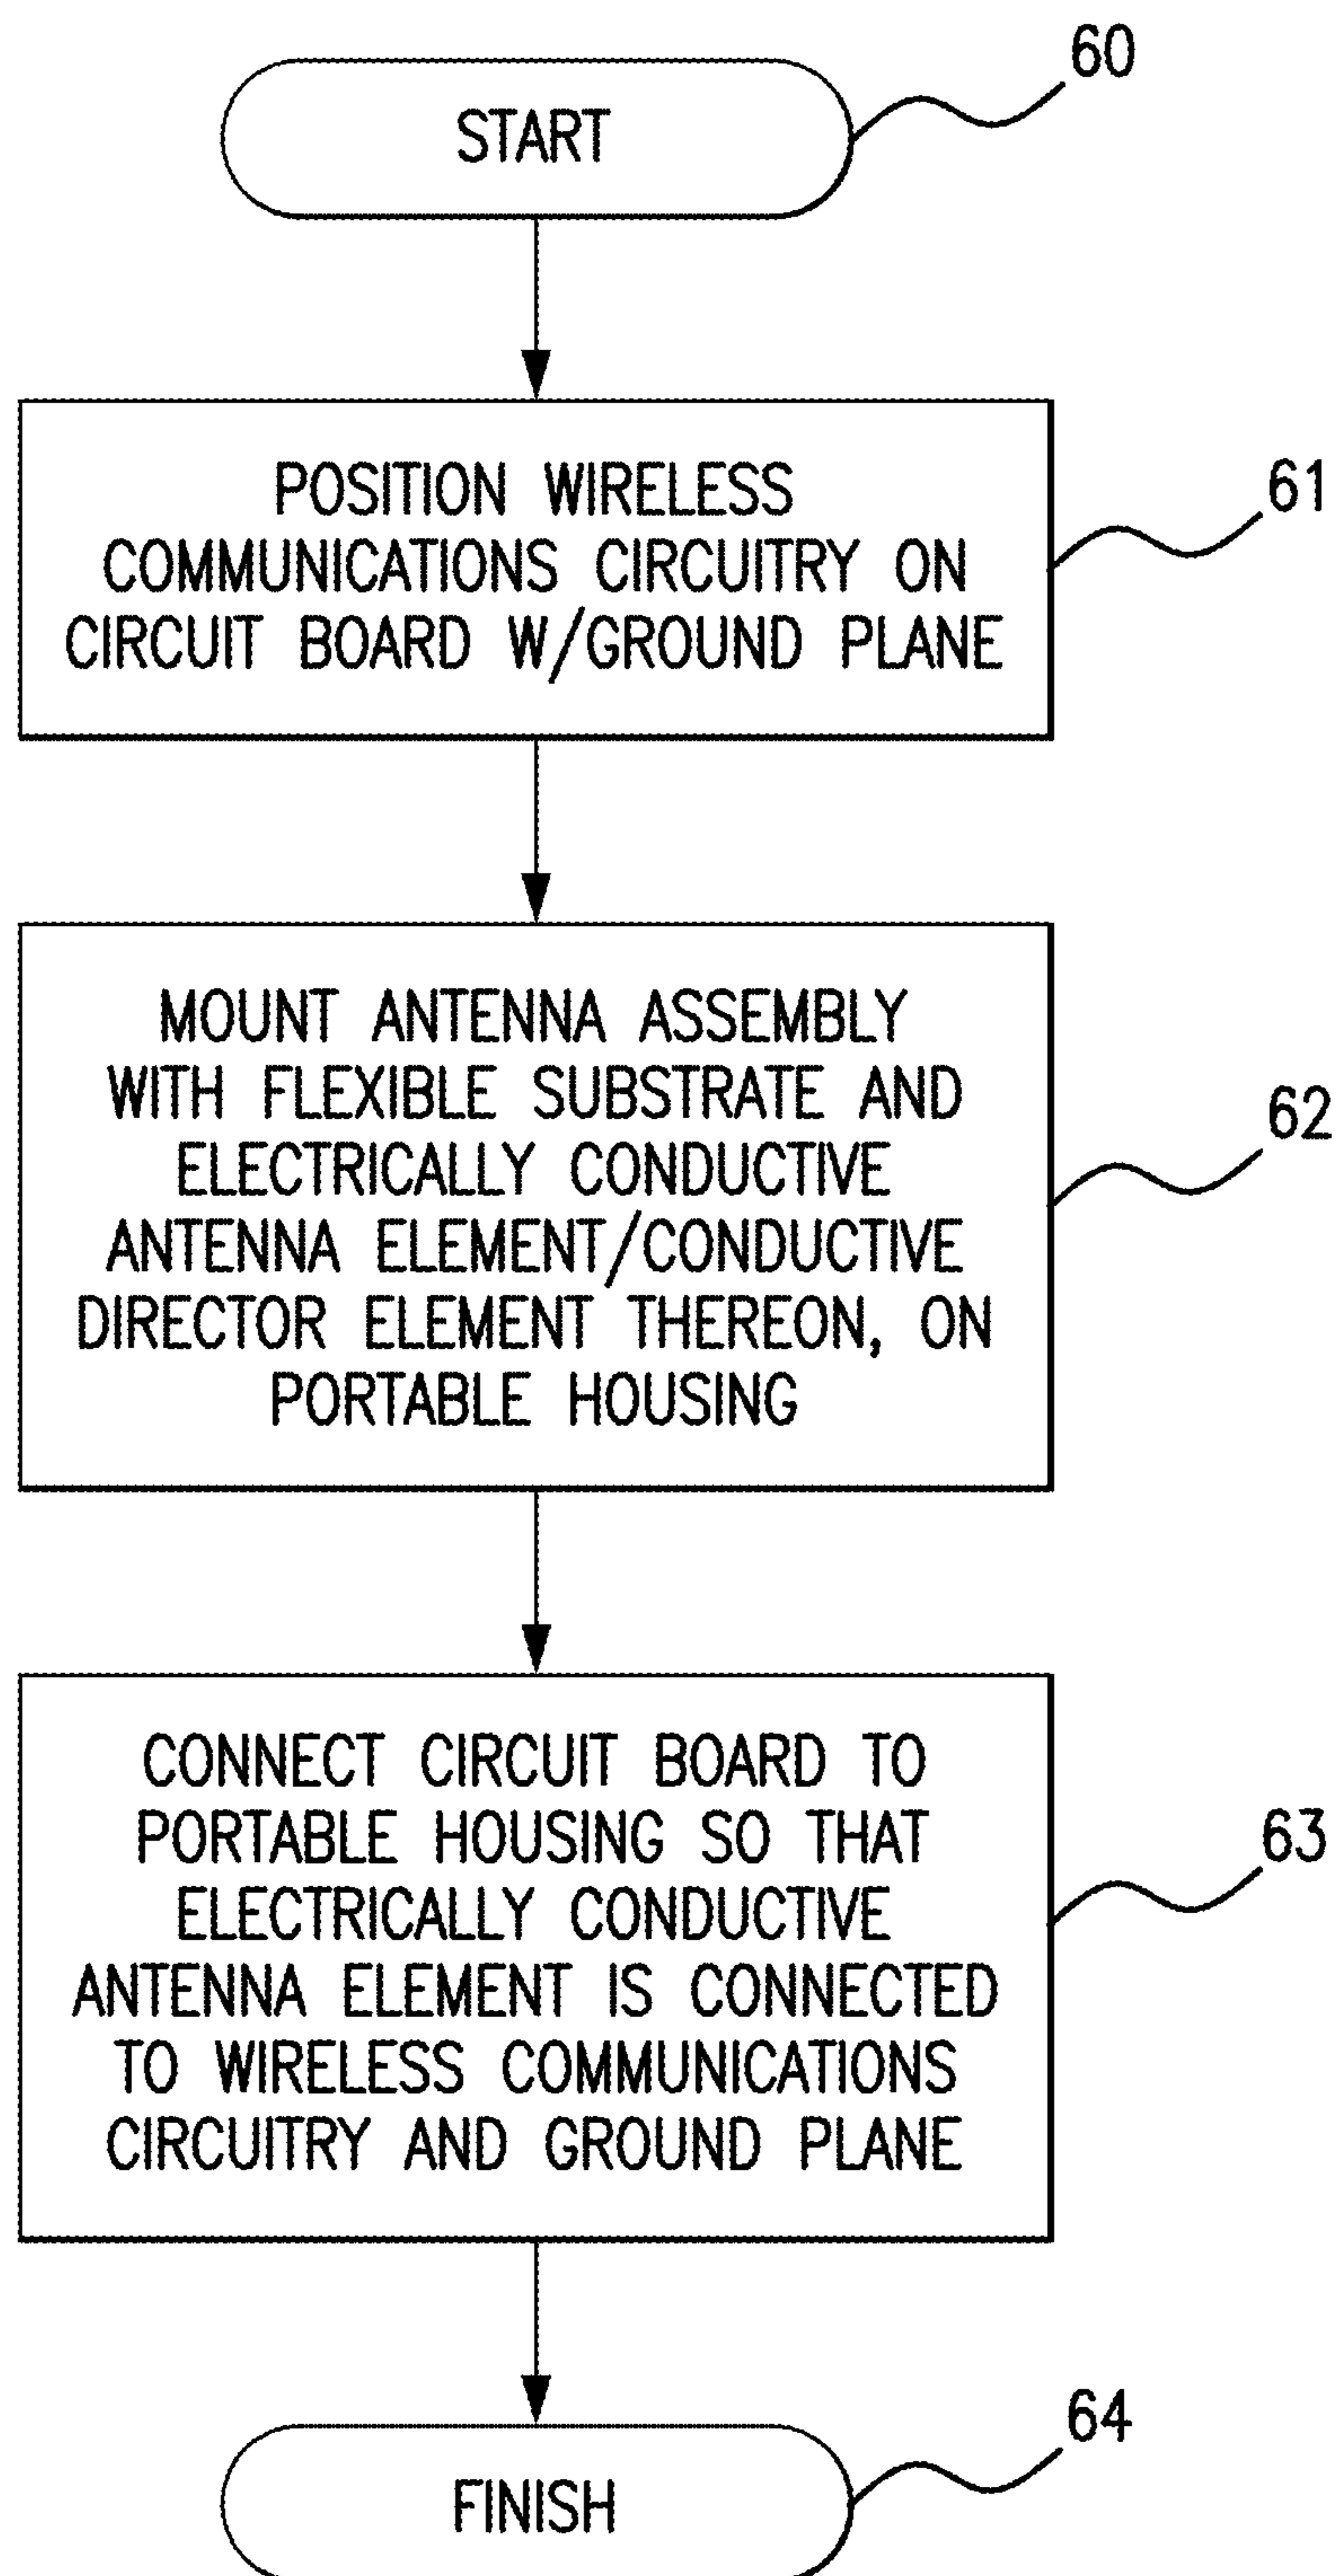 60
START
POSITION WIRELESS
COMMUNICATIONS CIRCUITRY ON
CIRCUIT BOARD W/GROUND PLANE
61
MOUNT ANTENNA ASSEMBLY
WITH FLEXIBLE SUBSTRATE AND
ELECTRICALLY CONDUCTIVE
ANTENNA ELEMENT/CONDUCTIVE
DIRECTOR ELEMENT THEREON, ON
PORTABLE HOUSING
62
CONNECT CIRCUIT BOARD TO
PORTABLE HOUSING SO THAT
ELECTRICALLY CONDUCTIVE
ANTENNA ELEMENT IS CONNECTED
TO WIRELESS COMMUNICATIONS
CIRCUITRY AND GROUND PLANE
63
64
FINISH